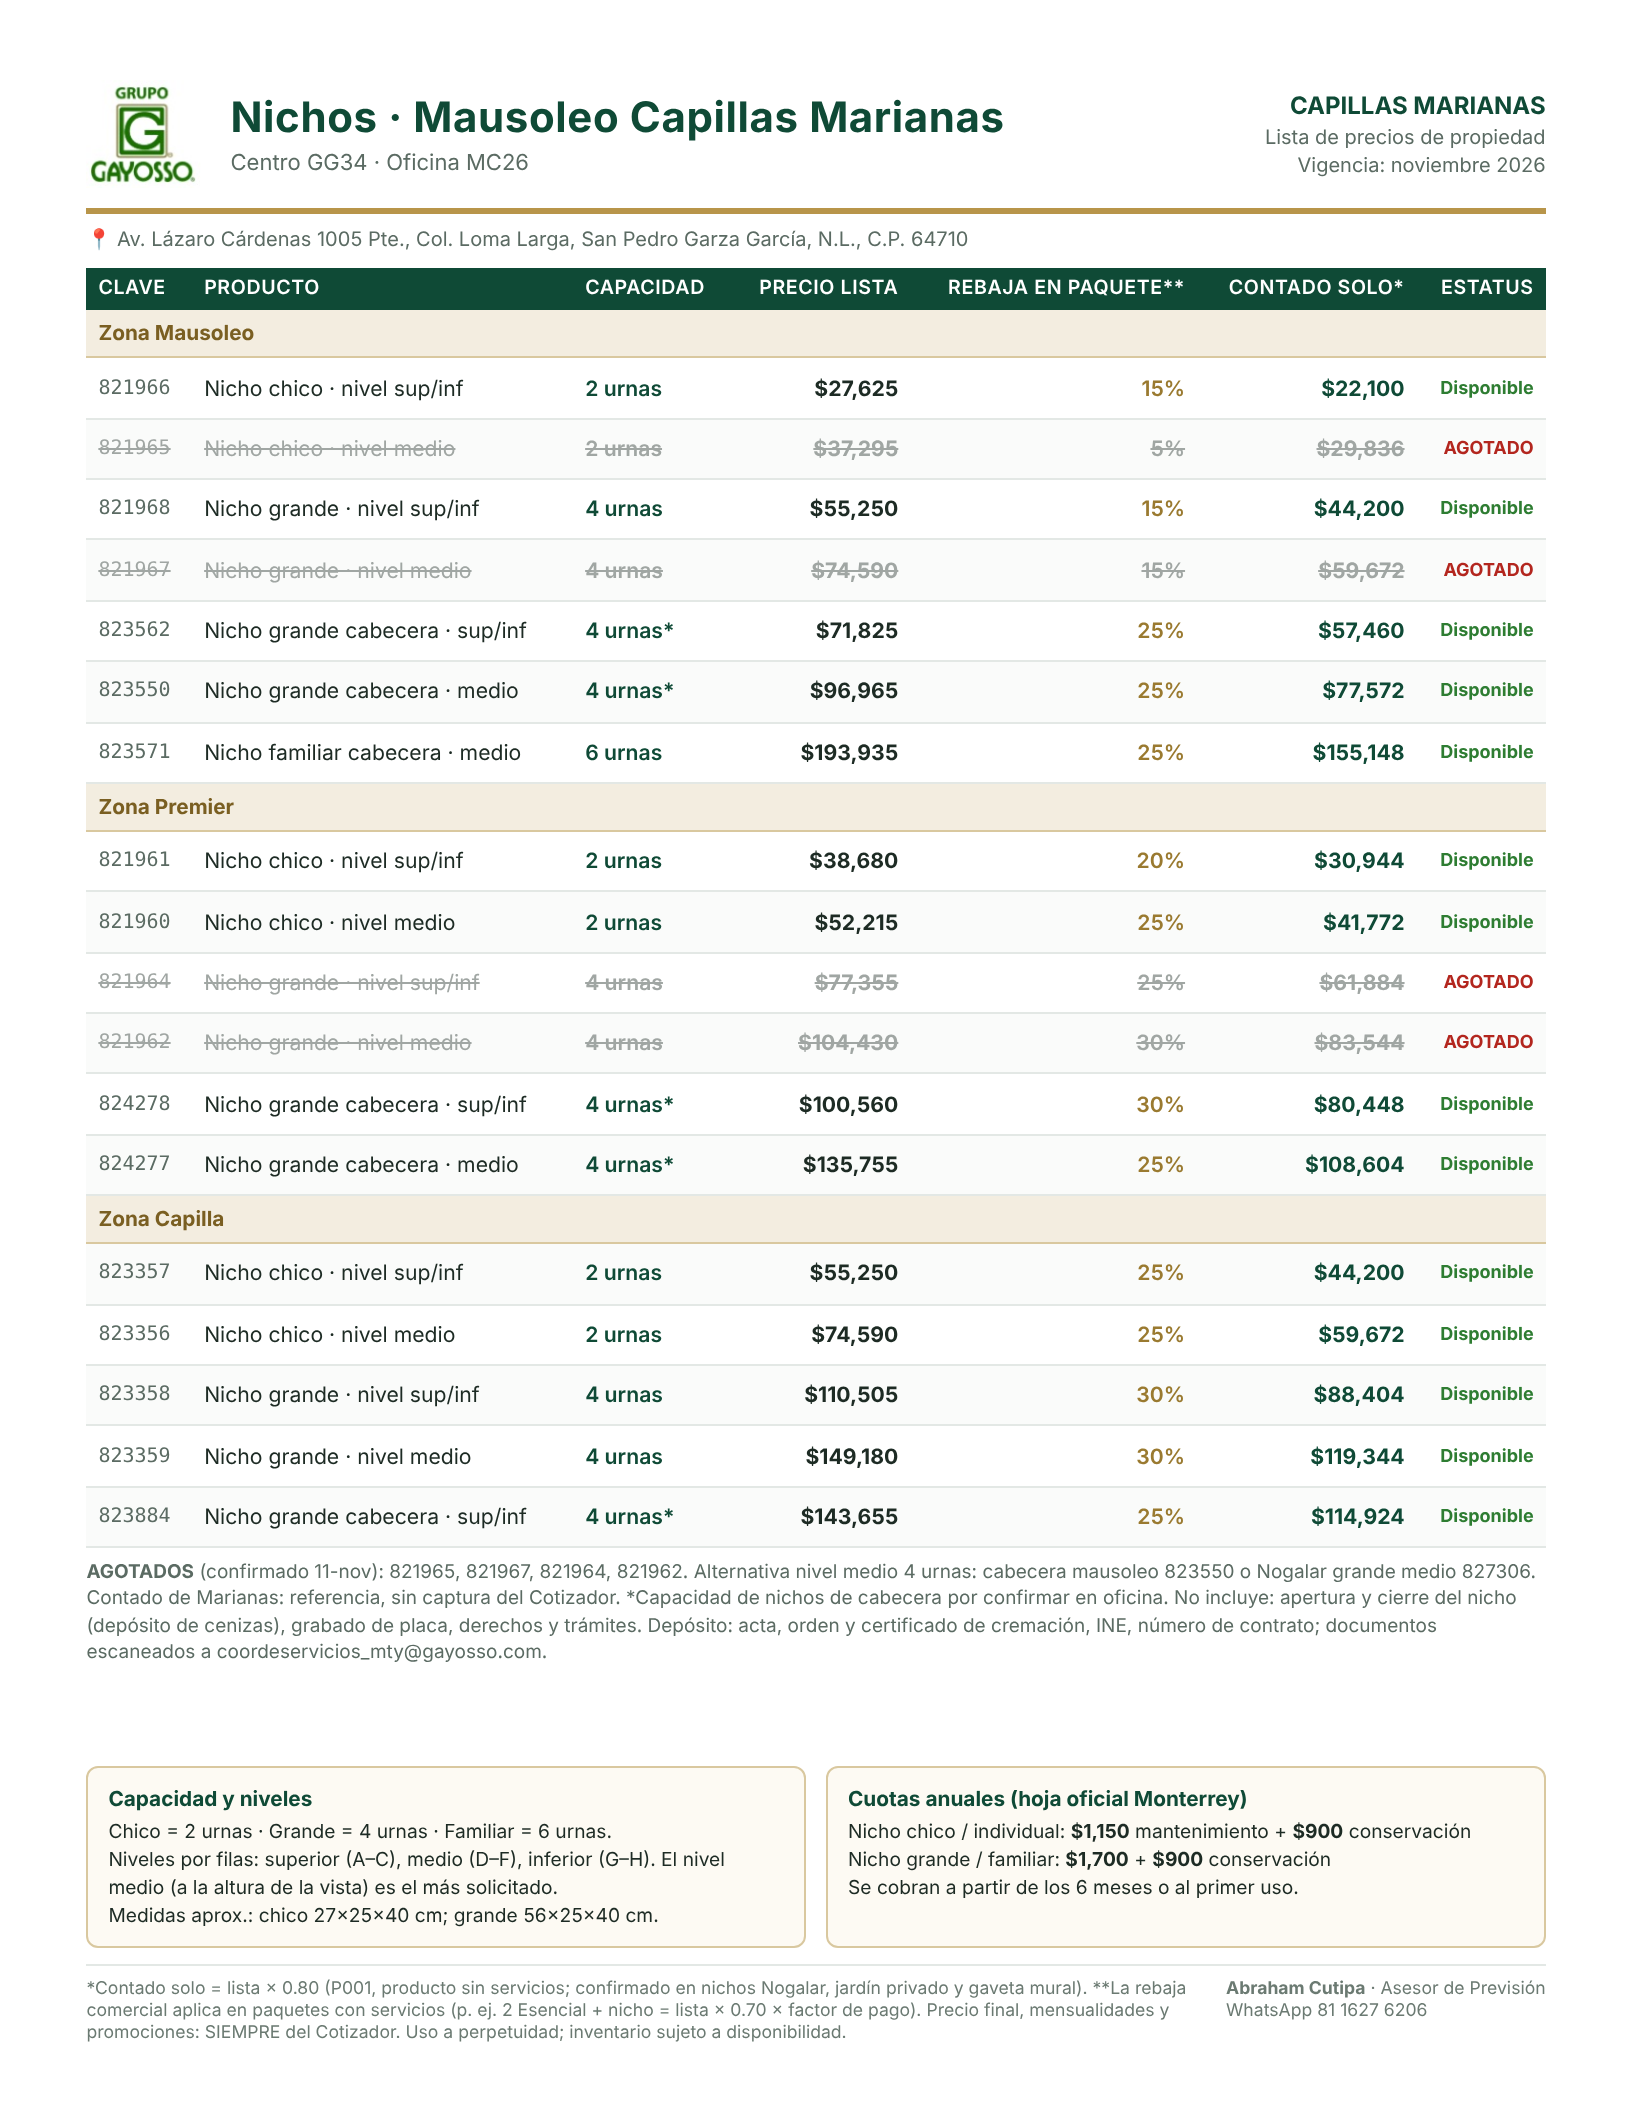 GRUPO
G
GAYOSSO
Nichos · Mausoleo Capillas Marianas
Centro GG34 · Oficina MC26
CAPILLAS MARIANAS
Lista de precios de propiedad
Vigencia: noviembre 2026
📍 Av. Lázaro Cárdenas 1005 Pte., Col. Loma Larga, San Pedro Garza García, N.L., C.P. 64710
CLAVE PRODUCTO CAPACIDAD PRECIO LISTA REBAJA EN PAQUETE** CONTADO SOLO* ESTATUS
Zona Mausoleo
821966 Nicho chico · nivel sup/inf 2 urnas $27,625 15% $22,100 Disponible
821965 Nicho chico · nivel medio 2 urnas $37,295 5% $29,836 AGOTADO
821968 Nicho grande · nivel sup/inf 4 urnas $55,250 15% $44,200 Disponible
821967 Nicho grande · nivel medio 4 urnas $74,590 15% $59,672 AGOTADO
823562 Nicho grande cabecera · sup/inf 4 urnas* $71,825 25% $57,460 Disponible
823550 Nicho grande cabecera · medio 4 urnas* $96,965 25% $77,572 Disponible
823571 Nicho familiar cabecera · medio 6 urnas $193,935 25% $155,148 Disponible
Zona Premier
821961 Nicho chico · nivel sup/inf 2 urnas $38,680 20% $30,944 Disponible
821960 Nicho chico · nivel medio 2 urnas $52,215 25% $41,772 Disponible
821964 Nicho grande · nivel sup/inf 4 urnas $77,355 25% $61,884 AGOTADO
821962 Nicho grande · nivel medio 4 urnas $104,430 30% $83,544 AGOTADO
824278 Nicho grande cabecera · sup/inf 4 urnas* $100,560 30% $80,448 Disponible
824277 Nicho grande cabecera · medio 4 urnas* $135,755 25% $108,604 Disponible
Zona Capilla
823357 Nicho chico · nivel sup/inf 2 urnas $55,250 25% $44,200 Disponible
823356 Nicho chico · nivel medio 2 urnas $74,590 25% $59,672 Disponible
823358 Nicho grande · nivel sup/inf 4 urnas $110,505 30% $88,404 Disponible
823359 Nicho grande · nivel medio 4 urnas $149,180 30% $119,344 Disponible
823884 Nicho grande cabecera · sup/inf 4 urnas* $143,655 25% $114,924 Disponible
AGOTADOS (confirmado 11-nov): 821965, 821967, 821964, 821962. Alternativa nivel medio 4 urnas: cabecera mausoleo 823550 o Nogalar grande medio 827306.
Contado de Marianas: referencia, sin captura del Cotizador. *Capacidad de nichos de cabecera por confirmar en oficina. No incluye: apertura y cierre del nicho
(depósito de cenizas), grabado de placa, derechos y trámites. Depósito: acta, orden y certificado de cremación, INE, número de contrato; documentos
escaneados a coordeservicios_mty@gayosso.com.
Capacidad y niveles
Chico = 2 urnas · Grande = 4 urnas · Familiar = 6 urnas.
Niveles por filas: superior (A–C), medio (D–F), inferior (G–H). El nivel
medio (a la altura de la vista) es el más solicitado.
Medidas aprox.: chico 27×25×40 cm; grande 56×25×40 cm.
Cuotas anuales (hoja oficial Monterrey)
Nicho chico / individual: $1,150 mantenimiento + $900 conservación
Nicho grande / familiar: $1,700 + $900 conservación
Se cobran a partir de los 6 meses o al primer uso.
*Contado solo = lista × 0.80 (P001, producto sin servicios; confirmado en nichos Nogalar, jardín privado y gaveta mural). **La rebaja
comercial aplica en paquetes con servicios (p. ej. 2 Esencial + nicho = lista × 0.70 × factor de pago). Precio final, mensualidades y
promociones: SIEMPRE del Cotizador. Uso a perpetuidad; inventario sujeto a disponibilidad.
Abraham Cutipa · Asesor de Previsión
WhatsApp 81 1627 6206